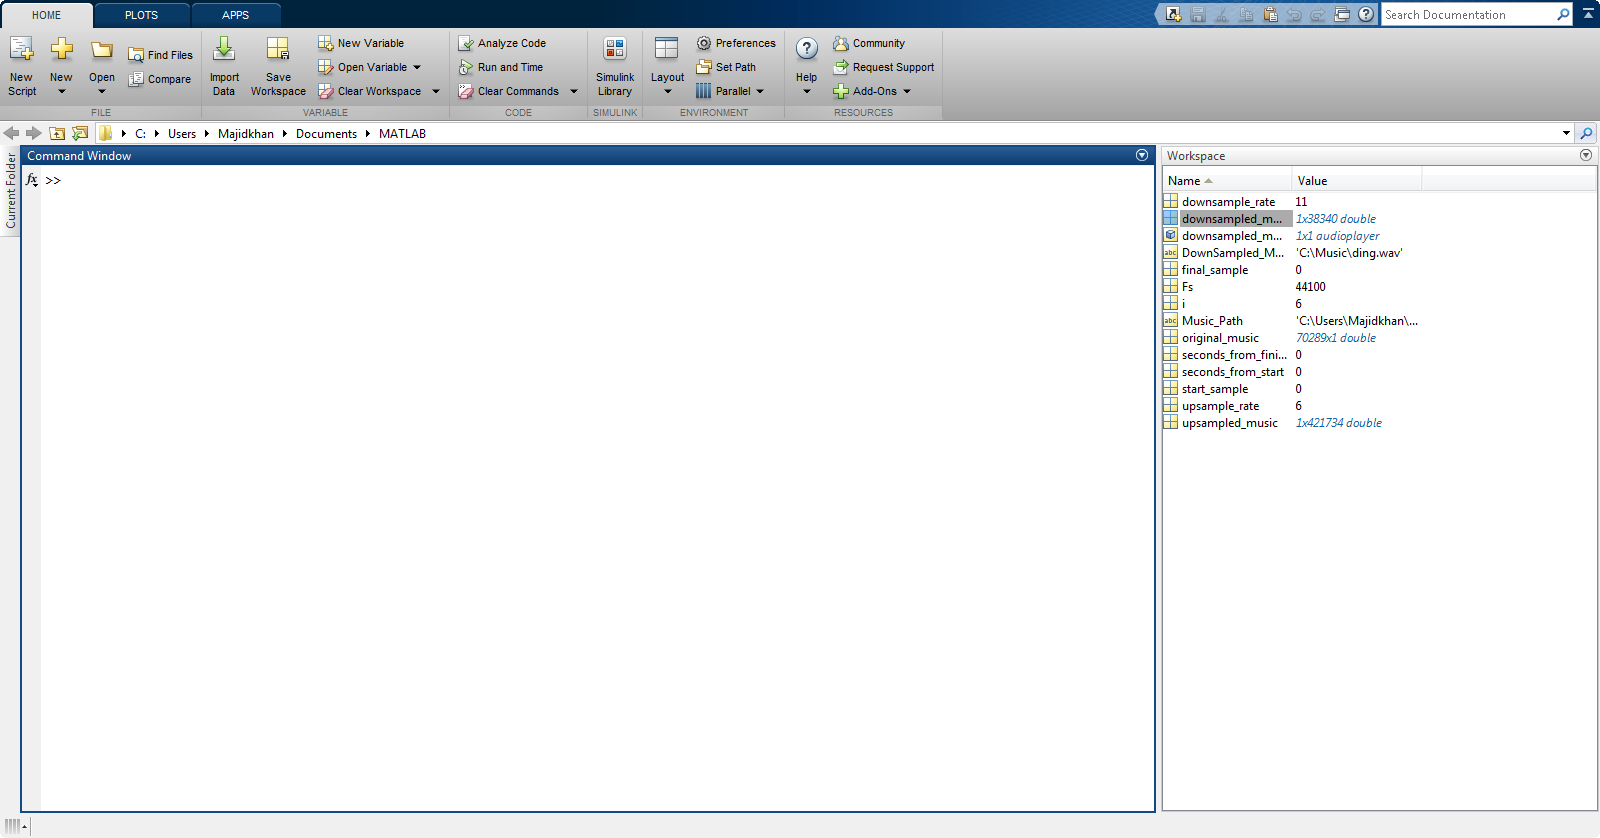 HOME PLOTS APPS Search Documentation
New Script New Open Find Files Compare
FILE
Import Data Save Workspace New Variable Open Variable Clear Workspace
VARIABLE
Analyze Code Run and Time Clear Commands
CODE
Simulink Library
SIMULINK
Layout Preferences Set Path Parallel
ENVIRONMENT
Help Community Request Support Add-Ons
RESOURCES
C: Users Majidkhan Documents MATLAB
Current Folder
Command Window
fx >>
Workspace
Name Value
downsample_rate 11
downsampled_m... 1x38340 double
downsampled_m... 1x1 audioplayer
abc DownSampled_M... 'C:\Music\ding.wav'
final_sample 0
Fs 44100
i 6
abc Music_Path 'C:\Users\Majidkhan\...
original_music 70289x1 double
seconds_from_fini... 0
seconds_from_start 0
start_sample 0
upsample_rate 6
upsampled_music 1x421734 double